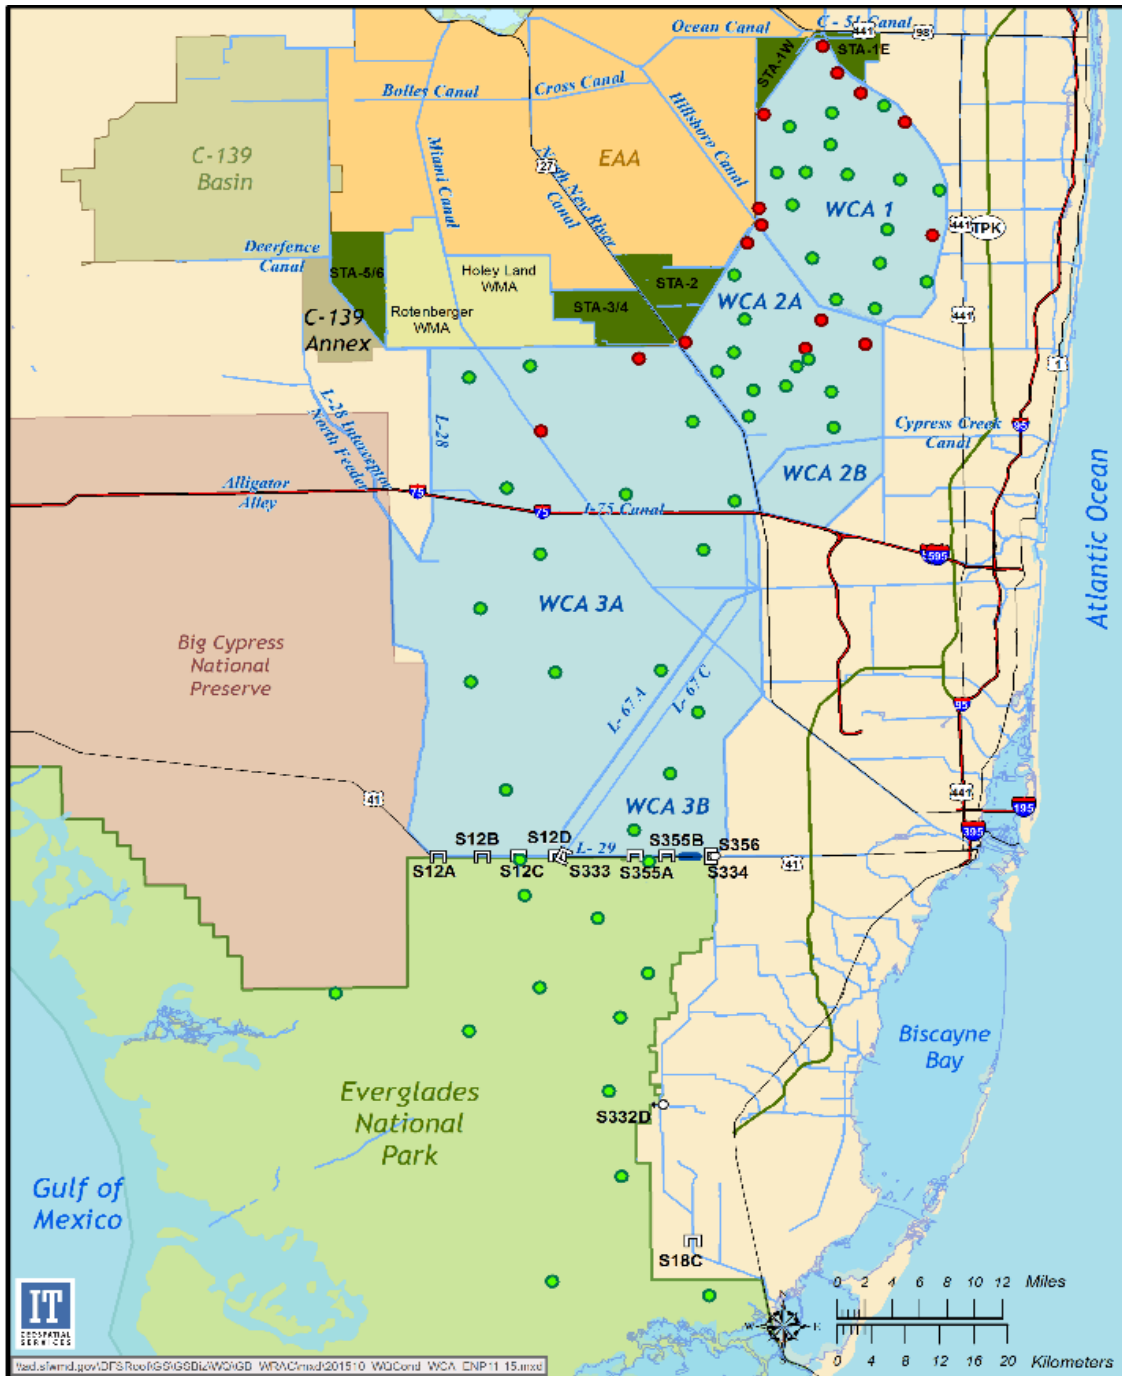 Ocean Canal
C - 51 Canal
441
98
STA-1W
STA-1E
Bolles Canal
Cross Canal
Hillsboro Canal
C-139
Basin
Miami Canal
27
North New River
Canal
EAA
WCA 1
441
TPK
Deerfence
Canal
STA-5/6
Holey Land
WMA
Rotenberger
WMA
STA-2
STA-3/4
WCA 2A
C-139
Annex
441
1
L-28 Interceptor
North Feeder
L-28
Cypress Creek
Canal
95
WCA 2B
Alligator
Alley
75
75
I-75 Canal
595
Atlantic Ocean
WCA 3A
Big Cypress
National
Preserve
L- 67 A
L- 67 C
95
41
441
195
395
WCA 3B
S12B
S12D
L- 29
S355B
S356
S12A
S12C
S333
S355A
S334
41
Biscayne
Bay
Everglades
National
Park
S332D
Gulf of
Mexico
S18C
0 2 4 6 8 10 12 Miles
N
W E
0 4 8 12 16 20 Kilometers
IT
GEOSPATIAL
SERVICES